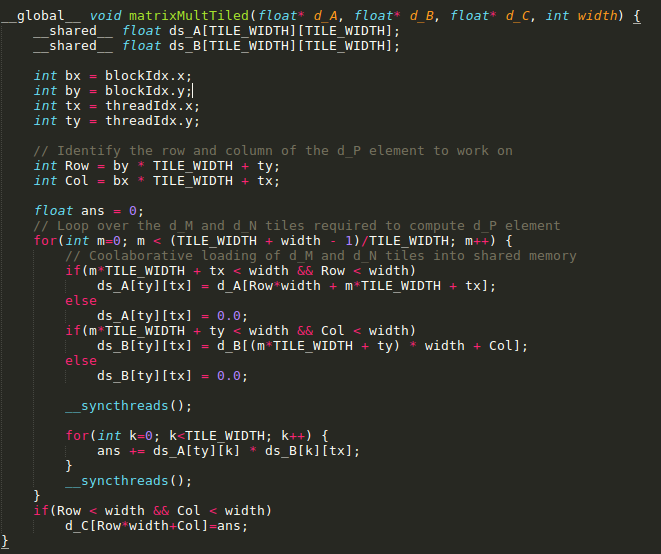 __global__ void matrixMultTiled(float* d_A, float* d_B, float* d_C, int width) {
    __shared__ float ds_A[TILE_WIDTH][TILE_WIDTH];
    __shared__ float ds_B[TILE_WIDTH][TILE_WIDTH];

    int bx = blockIdx.x;
    int by = blockIdx.y;
    int tx = threadIdx.x;
    int ty = threadIdx.y;

    // Identify the row and column of the d_P element to work on
    int Row = by * TILE_WIDTH + ty;
    int Col = bx * TILE_WIDTH + tx;

    float ans = 0;
    // Loop over the d_M and d_N tiles required to compute d_P element
    for(int m=0; m < (TILE_WIDTH + width - 1)/TILE_WIDTH; m++) {
        // Coolaborative loading of d_M and d_N tiles into shared memory
        if(m*TILE_WIDTH + tx < width && Row < width)
            ds_A[ty][tx] = d_A[Row*width + m*TILE_WIDTH + tx];
        else
            ds_A[ty][tx] = 0.0;
        if(m*TILE_WIDTH + ty < width && Col < width)
            ds_B[ty][tx] = d_B[(m*TILE_WIDTH + ty) * width + Col];
        else
            ds_B[ty][tx] = 0.0;

        __syncthreads();

        for(int k=0; k<TILE_WIDTH; k++) {
            ans += ds_A[ty][k] * ds_B[k][tx];
        }
        __syncthreads();
    }
    if(Row < width && Col < width)
        d_C[Row*width+Col]=ans;
}